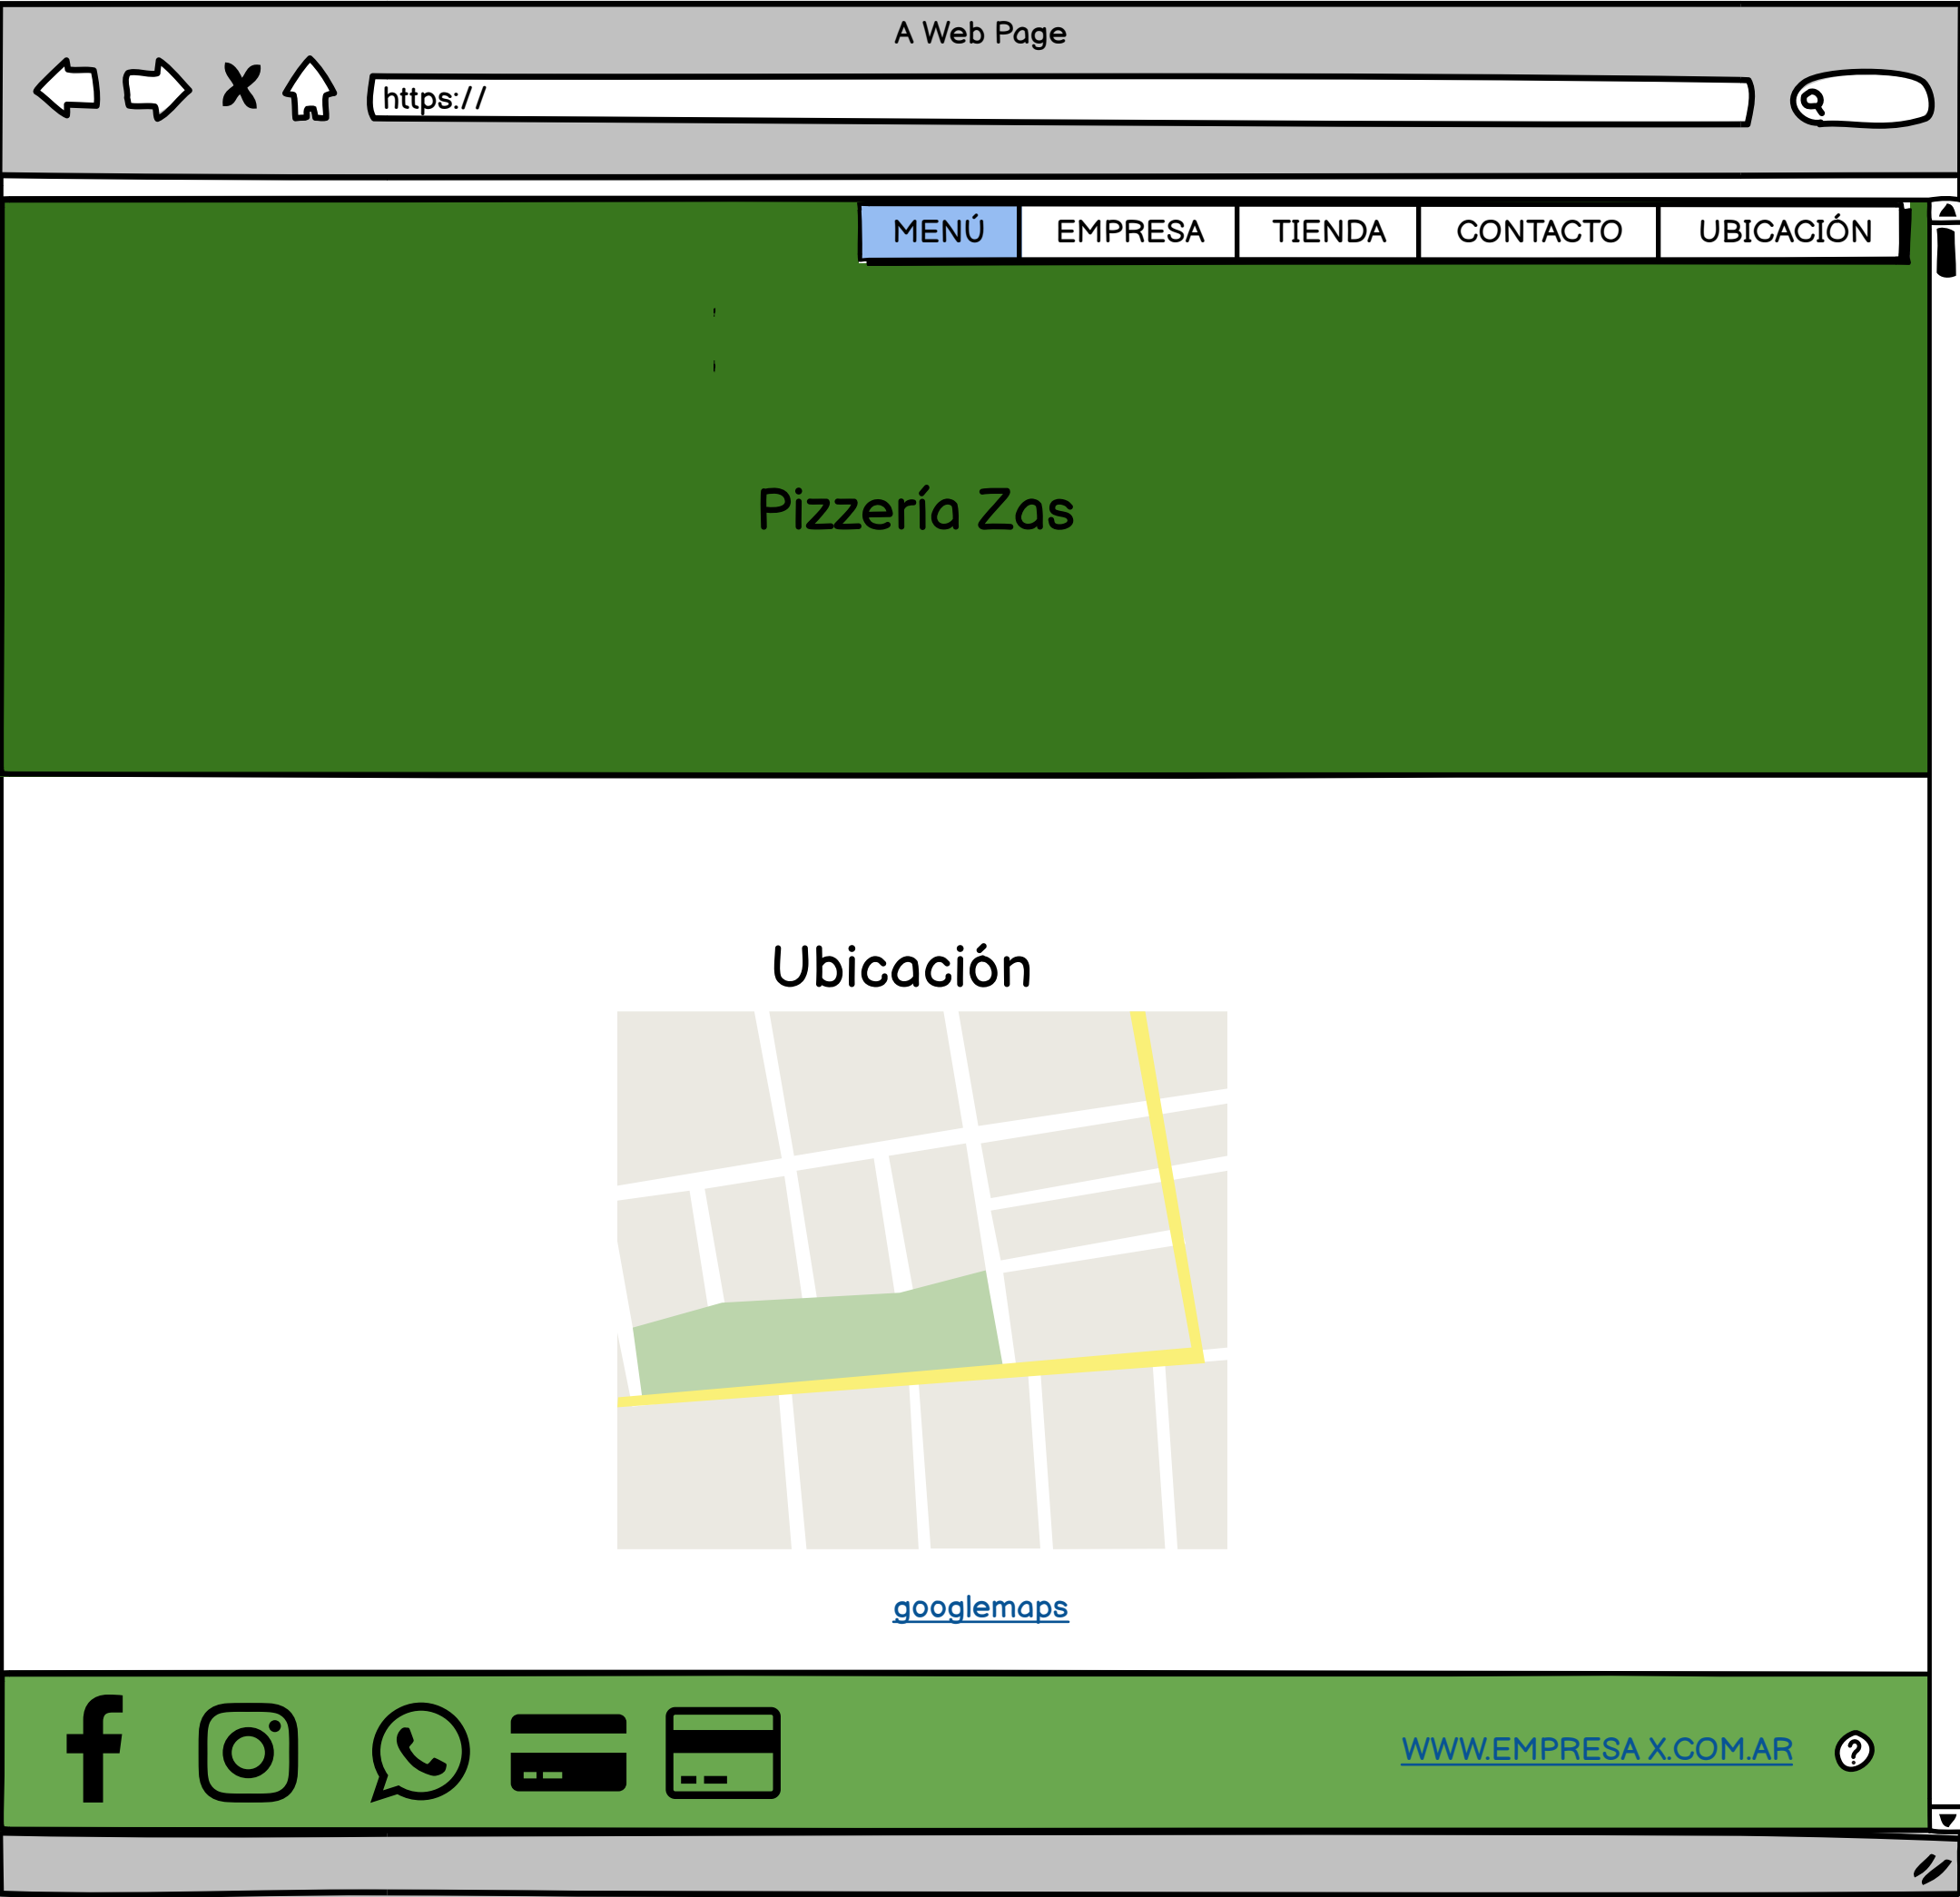 A Web Page
https://
MENÚ EMPRESA TIENDA CONTACTO UBICACIÓN
Pizzería Zas
Ubicación
googlemaps
WWW.EMPRESA X.COM.AR ?